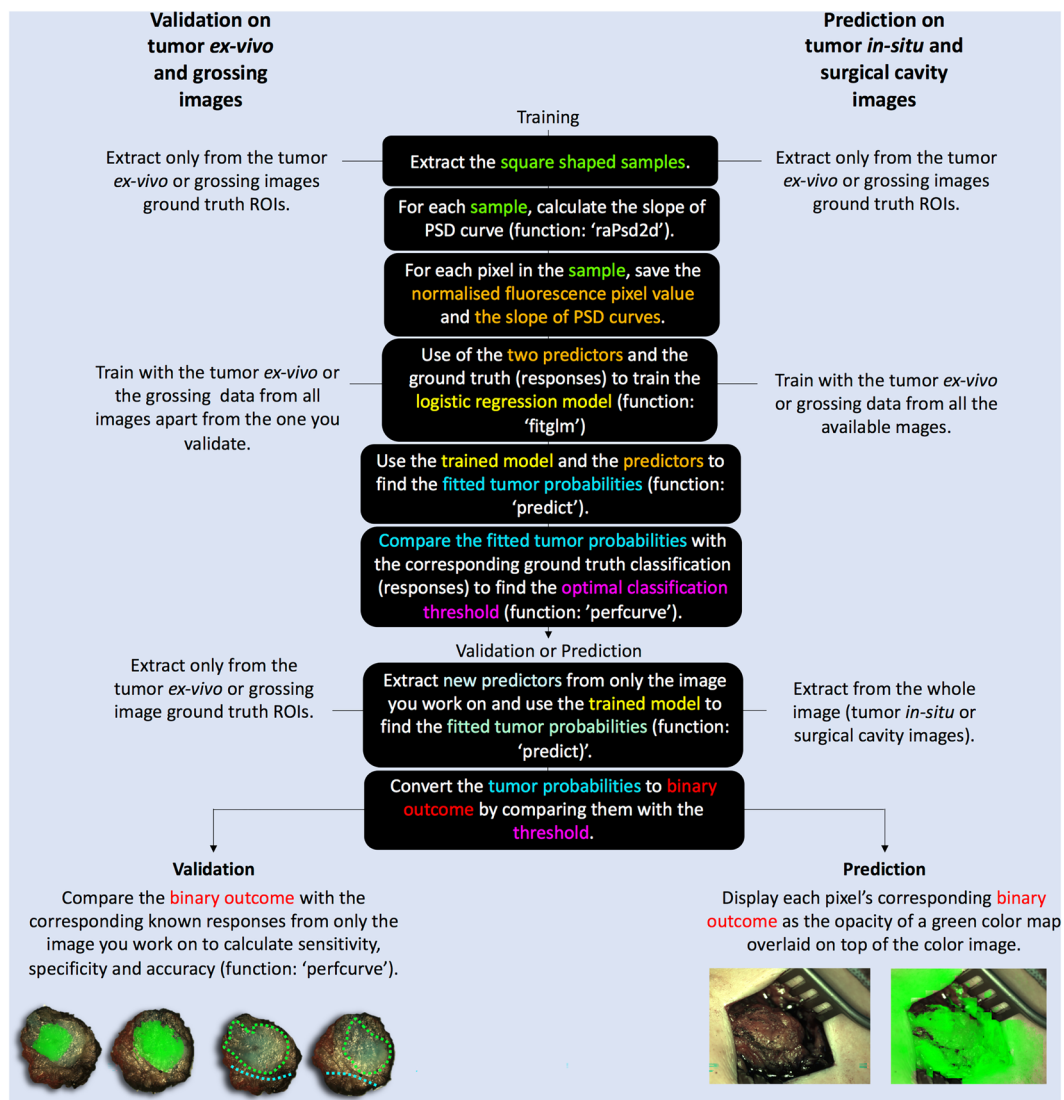 Validation on
tumor ex-vivo
and grossing
images
Prediction on
tumor in-situ and
surgical cavity
images
Training
Extract only from the tumor
ex-vivo or grossing images
ground truth ROIs.
Extract the square shaped samples.
Extract only from the tumor
ex-vivo or grossing images
ground truth ROIs.
For each sample, calculate the slope of
PSD curve (function: ‘raPsd2d’).
For each pixel in the sample, save the
normalised fluorescence pixel value
and the slope of PSD curves.
Train with the tumor ex-vivo or
the grossing data from all
images apart from the one you
validate.
Use of the two predictors and the
ground truth (responses) to train the
logistic regression model (function:
‘fitglm’)
Train with the tumor ex-vivo
or grossing data from all the
available mages.
Use the trained model and the predictors to
find the fitted tumor probabilities (function:
‘predict’).
Compare the fitted tumor probabilities with
the corresponding ground truth classification
(responses) to find the optimal classification
threshold (function: ’perfcurve’).
Validation or Prediction
Extract only from the
tumor ex-vivo or grossing
image ground truth ROIs.
Extract new predictors from only the image
you work on and use the trained model to
find the fitted tumor probabilities (function:
‘predict)’.
Extract from the whole
image (tumor in-situ or
surgical cavity images).
Convert the tumor probabilities to binary
outcome by comparing them with the
threshold.
Validation
Compare the binary outcome with the
corresponding known responses from only the
image you work on to calculate sensitivity,
specificity and accuracy (function: ‘perfcurve’).
Prediction
Display each pixel’s corresponding binary
outcome as the opacity of a green color map
overlaid on top of the color image.